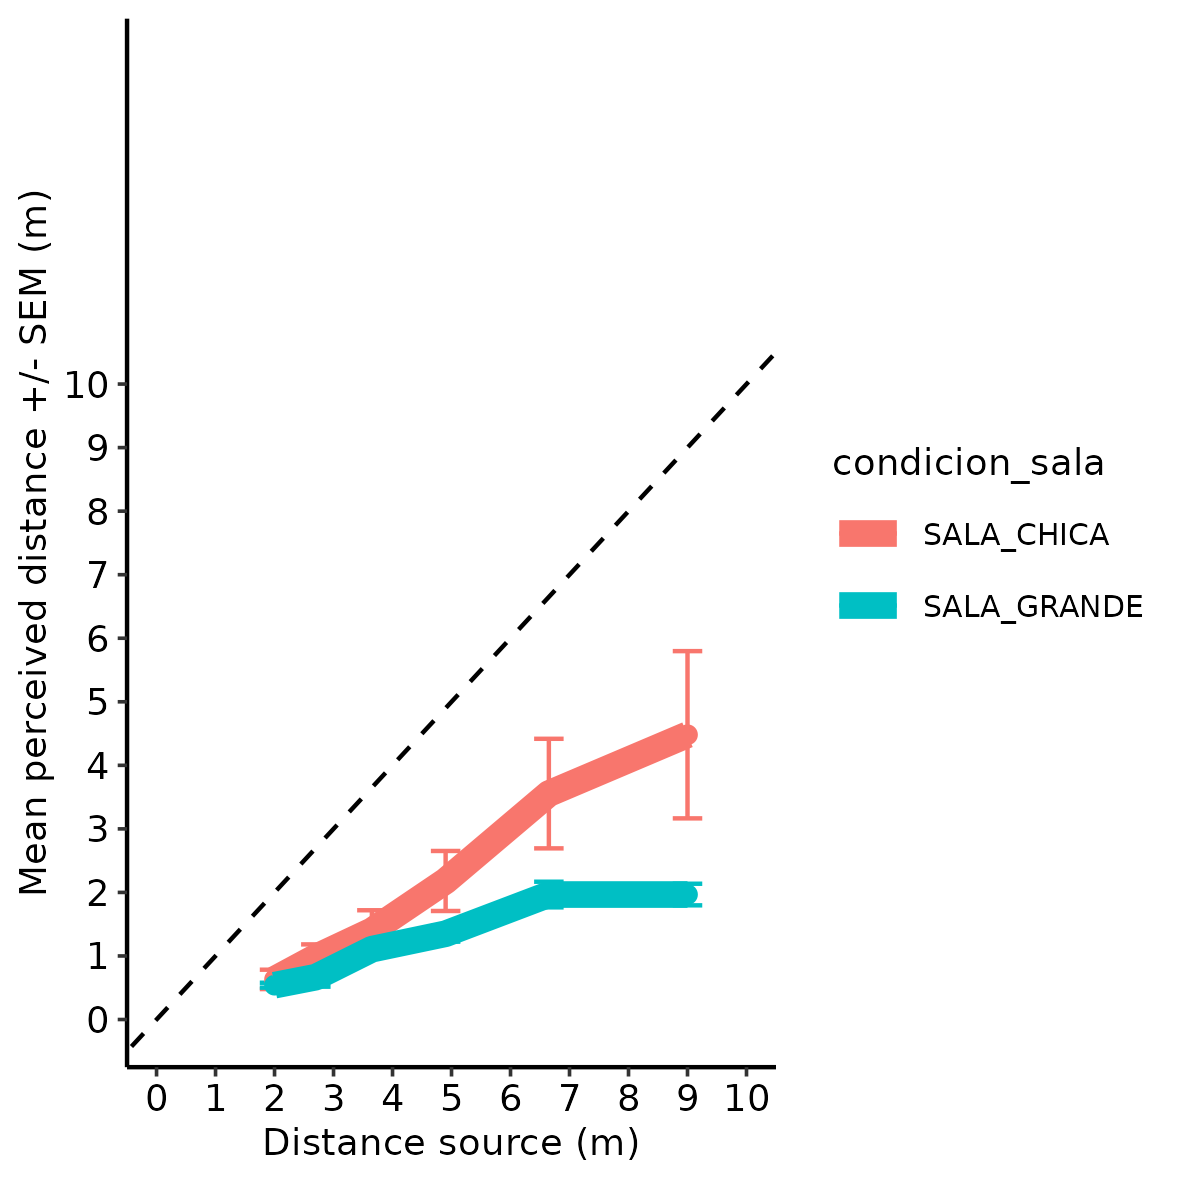 Mean perceived distance +/- SEM (m)
10
9
8
7
6
5
4
3
2
1
0
0 1 2 3 4 5 6 7 8 9 10
Distance source (m)
condicion_sala
SALA_CHICA
SALA_GRANDE